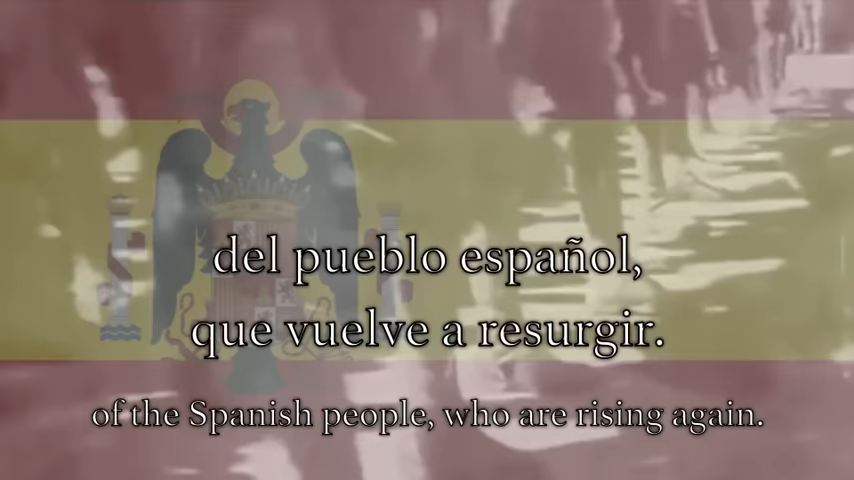 del pueblo español,
que vuelve a resurgir.
of the Spanish people, who are rising again.